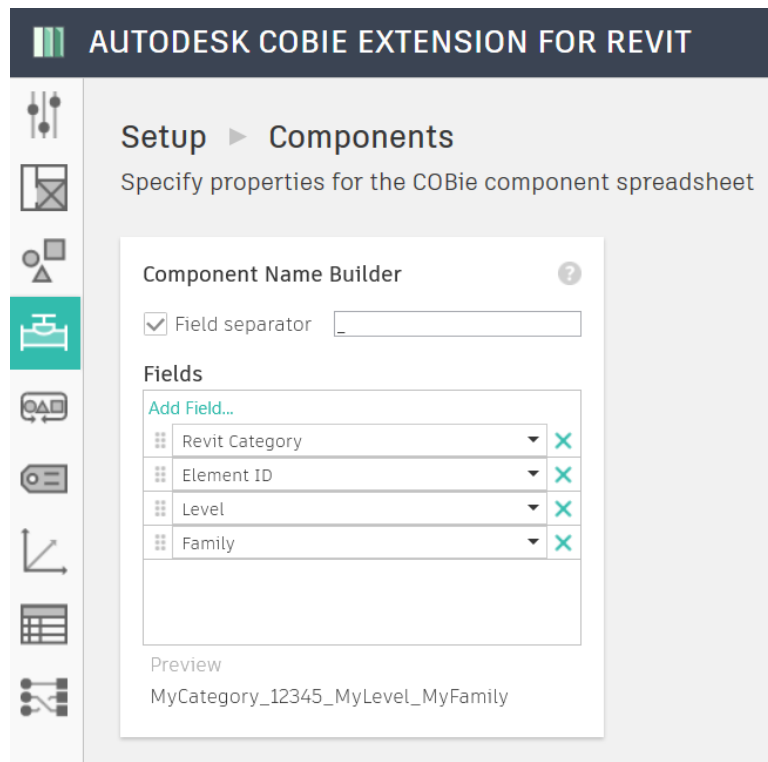 AUTODESK COBIE EXTENSION FOR REVIT
Setup ► Components
Specify properties for the COBie component spreadsheet
Component Name Builder ?
Field separator _
Fields
Add Field...
Revit Category
Element ID
Level
Family
Preview
MyCategory_12345_MyLevel_MyFamily